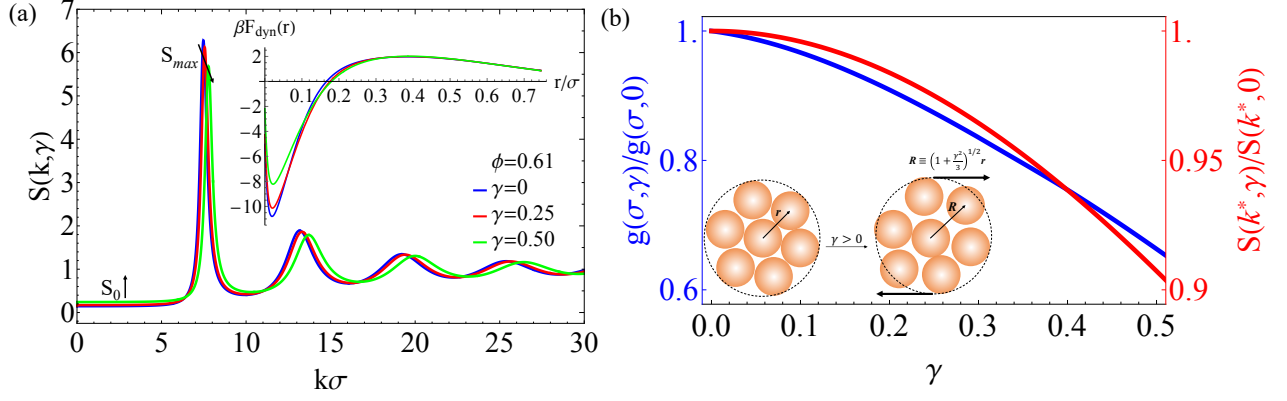 (a)
S(k,γ)
7
6
5
4
3
2
1
0
0
5
10
15
20
25
30
kσ
S_max
S_0
βF_dyn(r)
2
-2
-4
-6
-8
-10
0.1
0.2
0.3
0.4
0.5
0.6
0.7
r/σ
ϕ=0.61
γ=0
γ=0.25
γ=0.50
(b)
g(σ,γ)/g(σ,0)
1.
0.8
0.6
0.0
0.1
0.2
0.3
0.4
0.5
γ
1.
0.95
0.9
S(k*,γ)/S(k*,0)
R ≡ (1 + γ²/3)^1/2 r
r
γ > 0
R